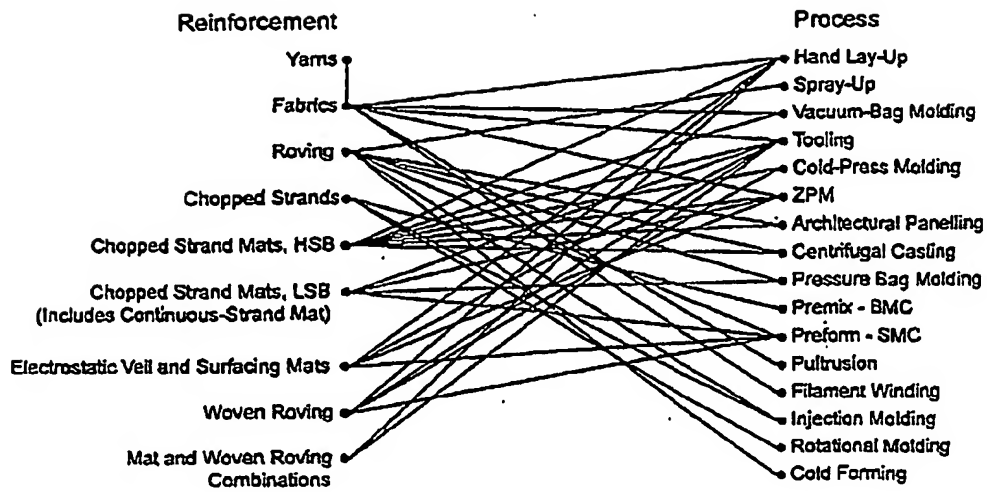 Reinforcement
Yarns
Fabrics
Roving
Chopped Strands
Chopped Strand Mats, HSB
Chopped Strand Mats, LSB
(Includes Continuous-Strand Mat)
Electrostatic Veil and Surfacing Mats
Woven Roving
Mat and Woven Roving
Combinations
Process
Hand Lay-Up
Spray-Up
Vacuum-Bag Molding
Tooling
Cold-Press Molding
ZPM
Architectural Panelling
Centrifugal Casting
Pressure Bag Molding
Premix - BMC
Preform - SMC
Pultrusion
Filament Winding
Injection Molding
Rotational Molding
Cold Forming